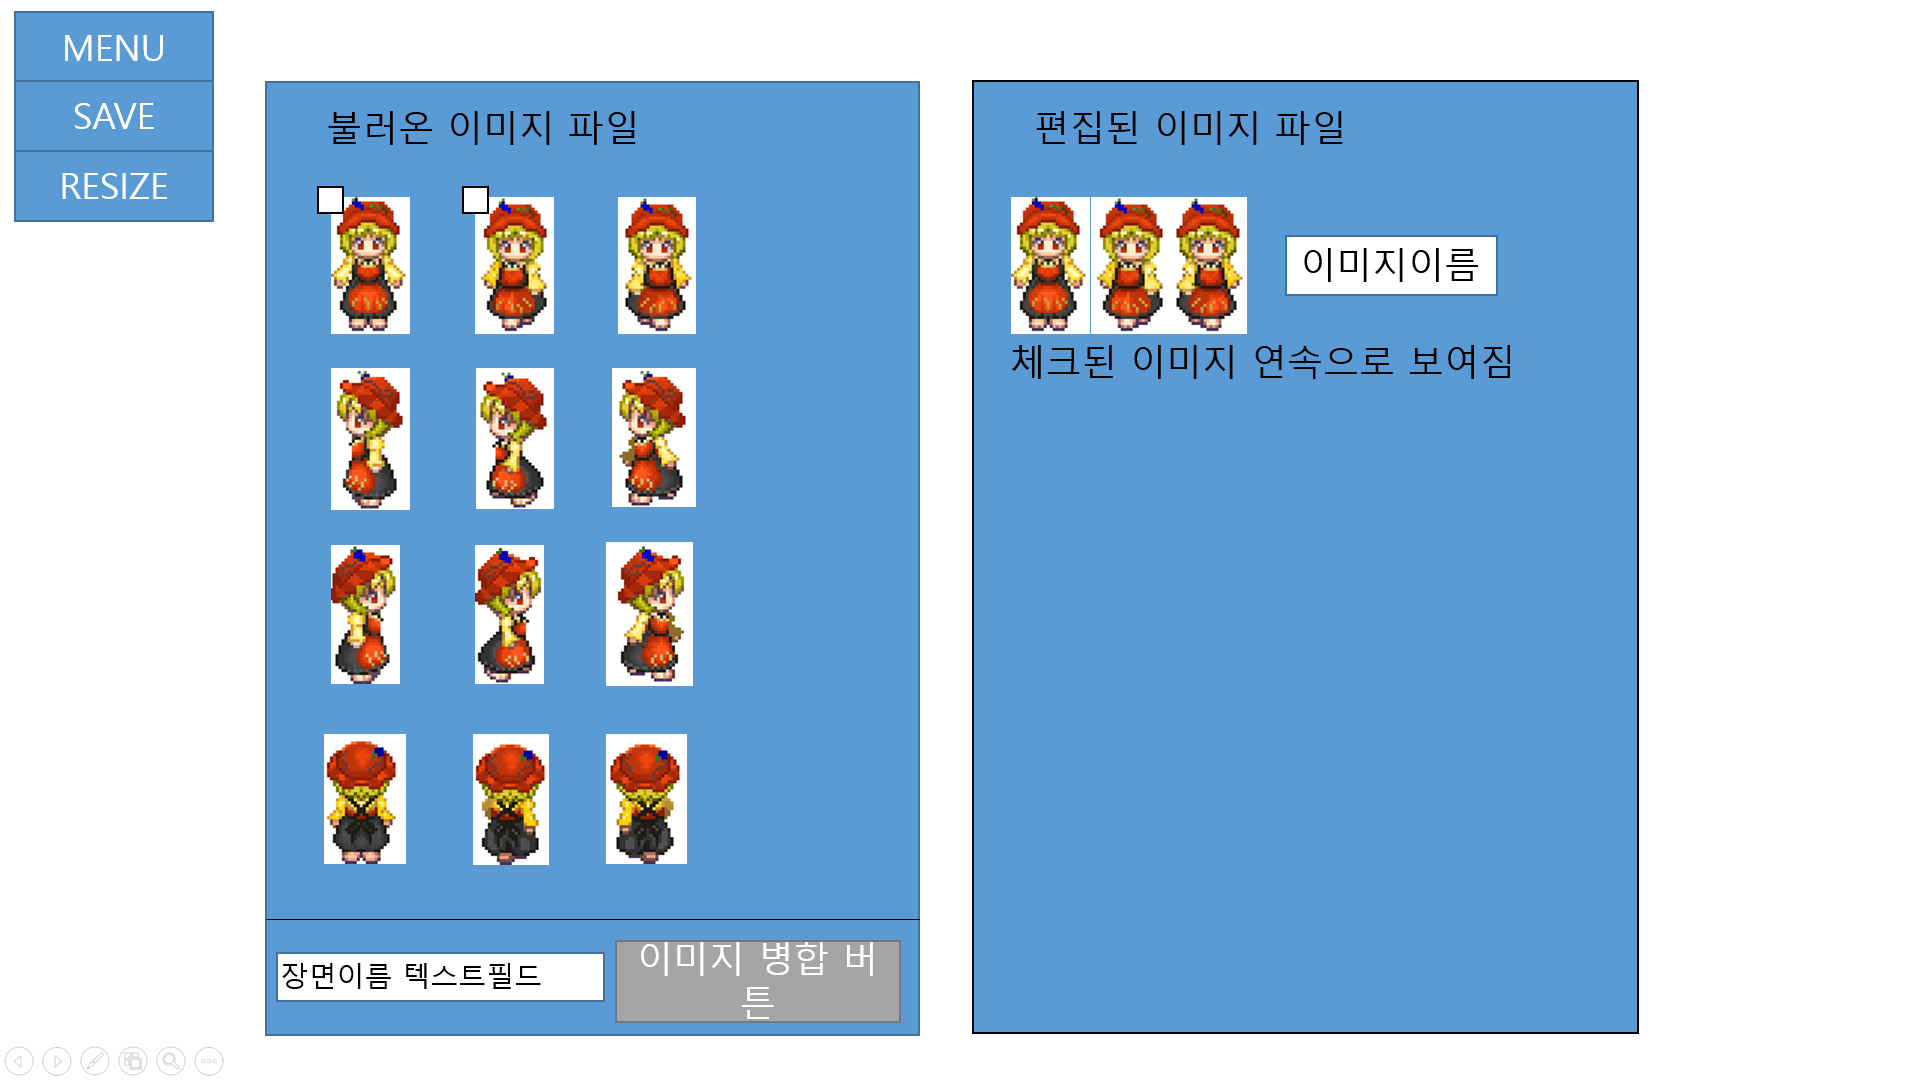 MENU
SAVE
RESIZE
불러온 이미지 파일
장면이름 텍스트필드
이미지 병합 버
튼
편집된 이미지 파일
이미지이름
체크된 이미지 연속으로 보여짐